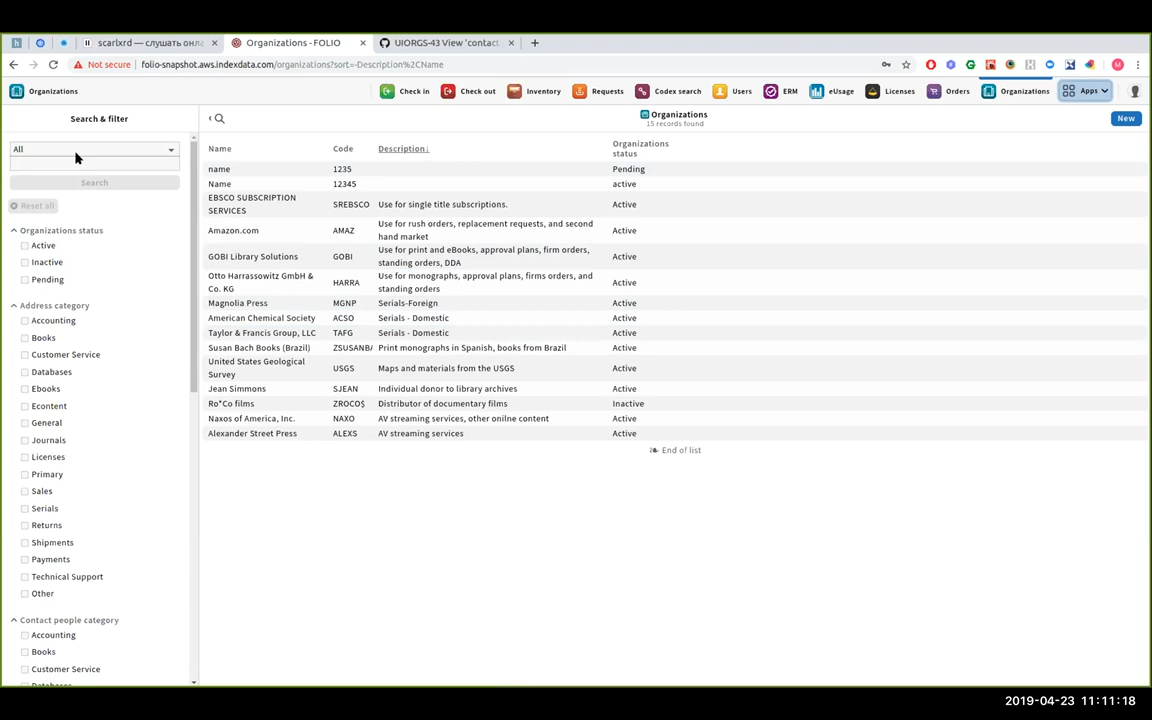 scarlxrd — слушать онл
Organizations - FOLIO
UIORGS-43 View 'contact
Not secure
folio-snapshot.aws.indexdata.com/organizations?sort=-Description%2CName
Organizations
Check in
Check out
Inventory
Requests
Codex search
Users
ERM
eUsage
Licenses
Orders
Organizations
Apps
Search & filter
All
Search
Reset all
Organizations status
Active
Inactive
Pending
Address category
Accounting
Books
Customer Service
Databases
Ebooks
Econtent
General
Journals
Licenses
Primary
Sales
Serials
Returns
Shipments
Payments
Technical Support
Other
Contact people category
Accounting
Books
Customer Service
Organizations
15 records found
New
Name Code Description↓ Organizations
status
name 1235 Pending
Name 12345 active
EBSCO SUBSCRIPTION
SERVICES SREBSCO Use for single title subscriptions. Active
Amazon.com AMAZ Use for rush orders, replacement requests, and second
hand market Active
GOBI Library Solutions GOBI Use for print and eBooks, approval plans, firm orders,
standing orders, DDA Active
Otto Harrassowitz GmbH &
Co. KG HARRA Use for monographs, approval plans, firms orders, and
standing orders Active
Magnolia Press MGNP Serials-Foreign Active
American Chemical Society ACSO Serials - Domestic Active
Taylor & Francis Group, LLC TAFG Serials - Domestic Active
Susan Bach Books (Brazil) ZSUSANBA Print monographs in Spanish, books from Brazil Active
United States Geological
Survey USGS Maps and materials from the USGS Active
Jean Simmons SJEAN Individual donor to library archives Active
Ro*Co films ZROCO$ Distributor of documentary films Inactive
Naxos of America, Inc. NAXO AV streaming services, other onilne content Active
Alexander Street Press ALEXS AV streaming services Active
End of list
2019-04-23 11:11:18